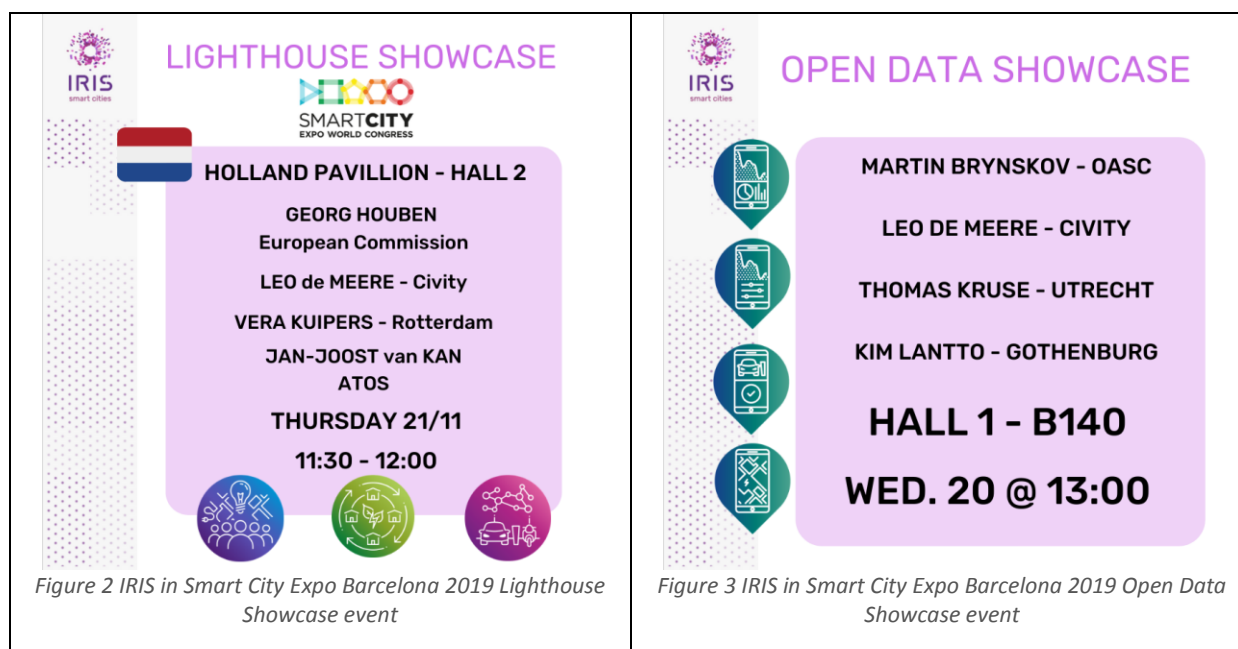 IRIS
smart cities
LIGHTHOUSE SHOWCASE
SMARTCITY
EXPO WORLD CONGRESS
HOLLAND PAVILLION - HALL 2
GEORG HOUBEN
European Commission
LEO de MEERE - Civity
VERA KUIPERS - Rotterdam
JAN-JOOST van KAN
ATOS
THURSDAY 21/11
11:30 - 12:00
Figure 2 IRIS in Smart City Expo Barcelona 2019 Lighthouse
Showcase event
IRIS
smart cities
OPEN DATA SHOWCASE
MARTIN BRYNSKOV - OASC
LEO DE MEERE - CIVITY
THOMAS KRUSE - UTRECHT
KIM LANTTO - GOTHENBURG
HALL 1 - B140
WED. 20 @ 13:00
Figure 3 IRIS in Smart City Expo Barcelona 2019 Open Data
Showcase event